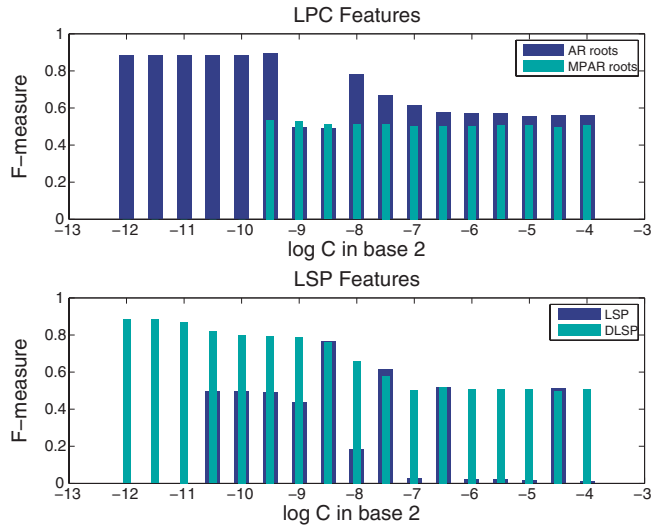 LPC Features
1
0.8
0.6
0.4
0.2
0
F-measure
AR roots
MPAR roots
−13 −12 −11 −10 −9 −8 −7 −6 −5 −4 −3
log C in base 2
LSP Features
1
0.8
0.6
0.4
0.2
0
F-measure
LSP
DLSP
−13 −12 −11 −10 −9 −8 −7 −6 −5 −4 −3
log C in base 2